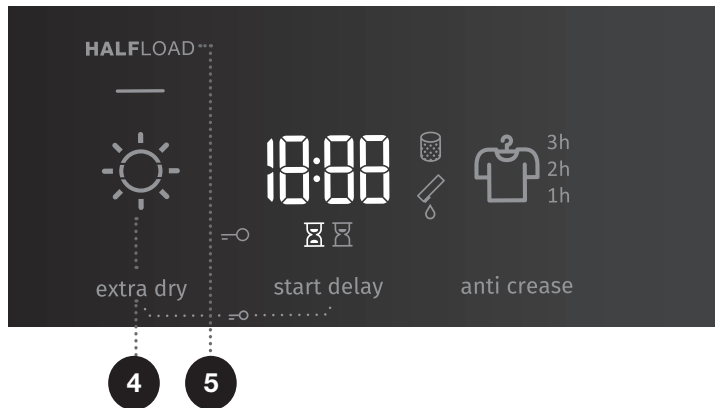 HALFLOAD
18:88
3h
2h
1h
extra dry
start delay
anti crease
4
5